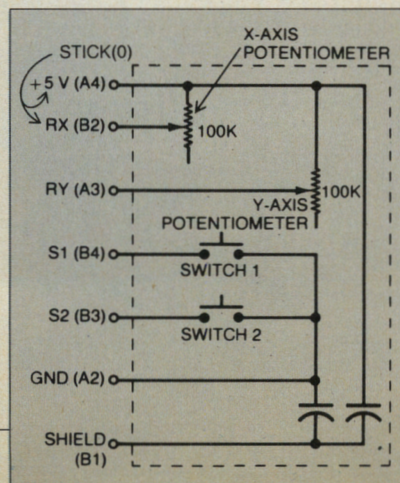 X-AXIS
POTENTIOMETER
STICK(0)
+5 V (A4)
RX (B2)
100K
RY (A3)
100K
Y-AXIS
POTENTIOMETER
S1 (B4)
SWITCH 1
S2 (B3)
SWITCH 2
GND (A2)
SHIELD
(B1)